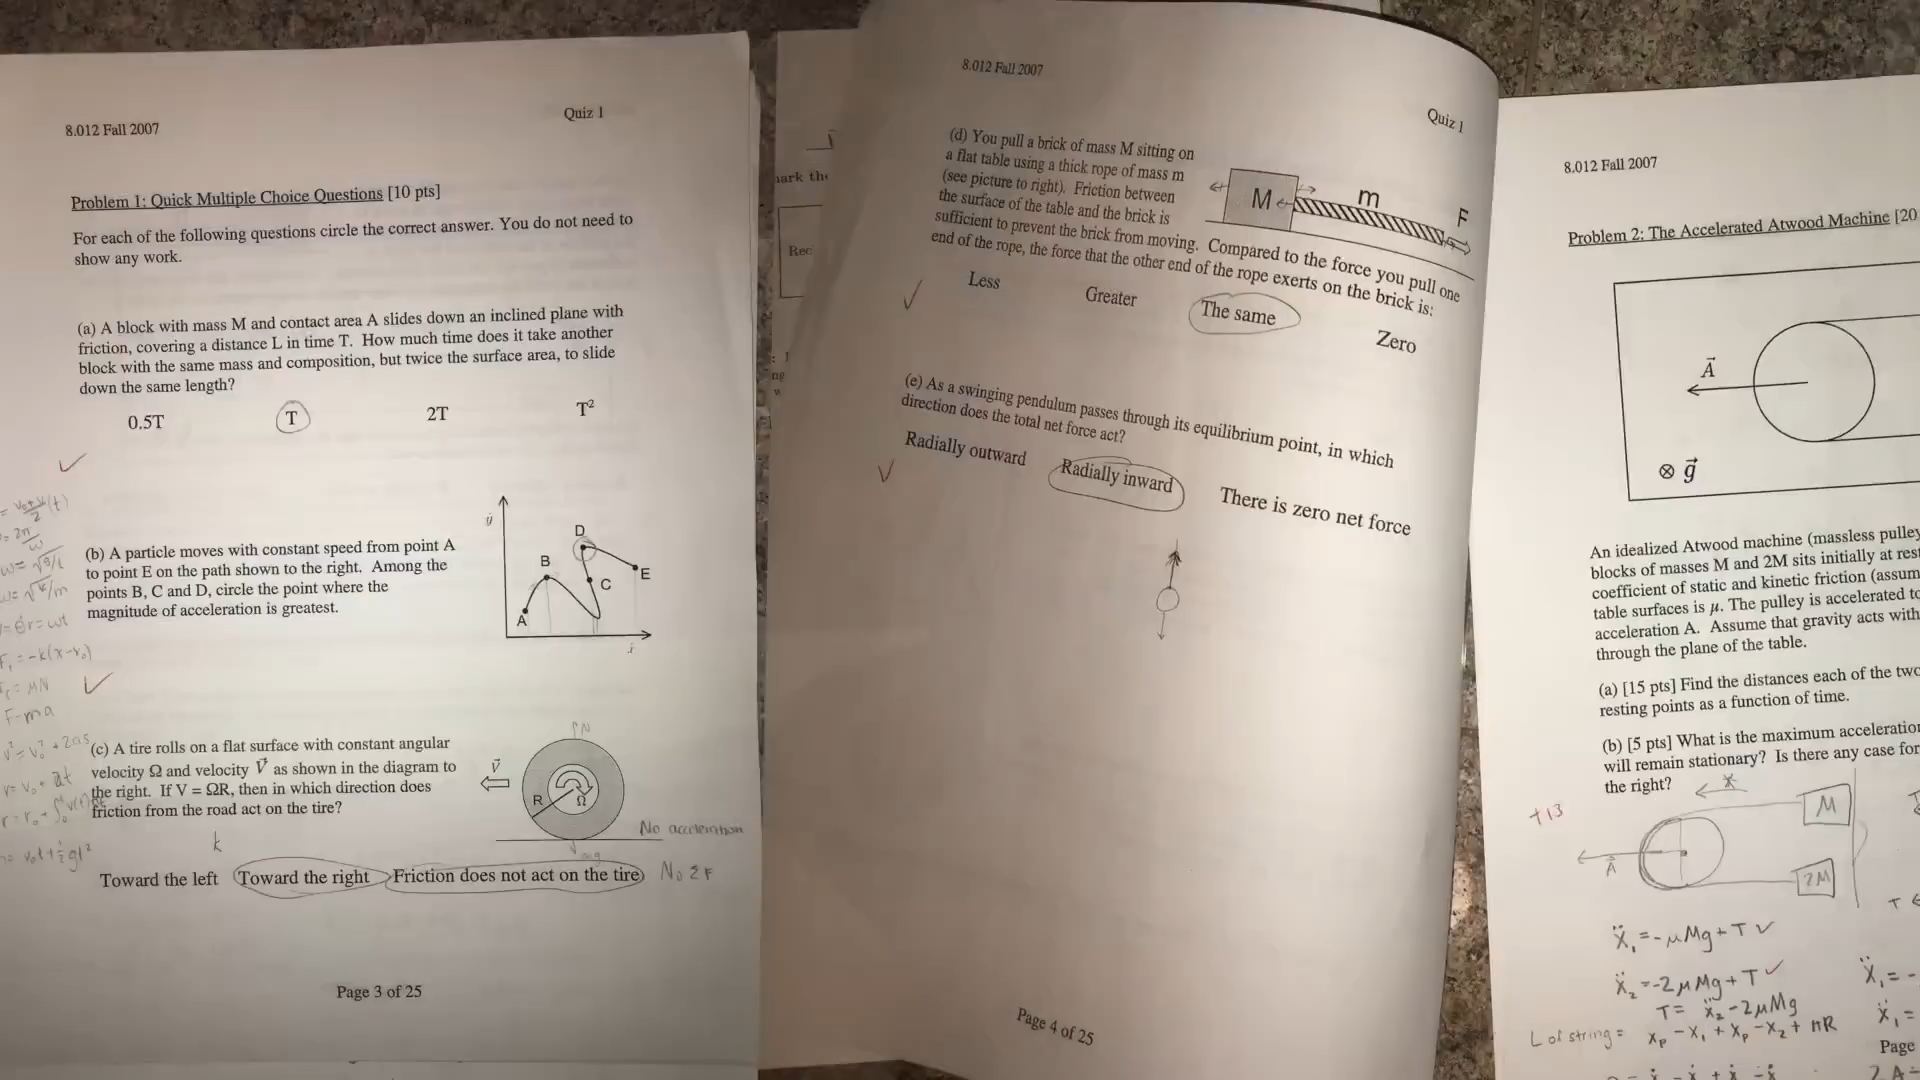 8.012 Fall 2007
Quiz 1
Problem 1: Quick Multiple Choice Questions [10 pts]
For each of the following questions circle the correct answer. You do not need to
show any work.
(a) A block with mass M and contact area A slides down an inclined plane with
friction, covering a distance L in time T. How much time does it take another
block with the same mass and composition, but twice the surface area, to slide
down the same length?
0.5T T 2T T²
(b) A particle moves with constant speed from point A
to point E on the path shown to the right. Among the
points B, C and D, circle the point where the
magnitude of acceleration is greatest.
A B C D E
ω = √g/l
ω = √k/m
= θ̇r = ωt
= -k(x-x₀)
= μN
F=ma
v² = v₀² + 2as
(c) A tire rolls on a flat surface with constant angular
velocity Ω and velocity V⃗ as shown in the diagram to
the right. If V = ΩR, then in which direction does
friction from the road act on the tire?
N
V⃗
R
Ω
mg
No acceleration
k
Toward the left Toward the right Friction does not act on the tire No ΣF
Page 3 of 25
Rec
8.012 Fall 2007
Quiz 1
(d) You pull a brick of mass M sitting on
a flat table using a thick rope of mass m
(see picture to right). Friction between
the surface of the table and the brick is
sufficient to prevent the brick from moving. Compared to the force you pull one
end of the rope, the force that the other end of the rope exerts on the brick is:
M m F
Less Greater The same Zero
(e) As a swinging pendulum passes through its equilibrium point, in which
direction does the total net force act?
Radially outward Radially inward There is zero net force
Page 4 of 25
8.012 Fall 2007
Problem 2: The Accelerated Atwood Machine [20
A⃗
⊗ g⃗
An idealized Atwood machine (massless pulley
blocks of masses M and 2M sits initially at rest
coefficient of static and kinetic friction (assum
table surfaces is μ. The pulley is accelerated to
acceleration A. Assume that gravity acts with
through the plane of the table.
(a) [15 pts] Find the distances each of the two
resting points as a function of time.
(b) [5 pts] What is the maximum acceleration
will remain stationary? Is there any case for
the right?
+13
M
A⃗
2M
ẍ₁ = -μMg + T
ẍ₂ = -2μMg + T
T = ẍ₂ - 2μMg
L of string = xₚ - x₁ + xₚ - x₂ + πR
ẍ₁ = -
ẍ₁ =
Page